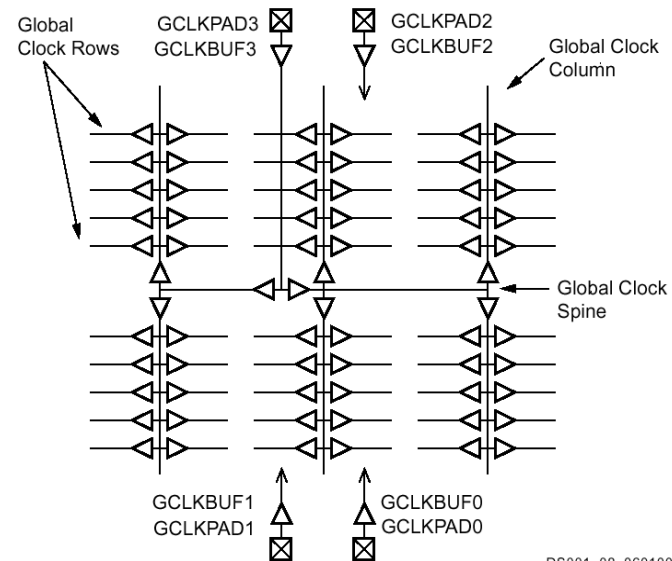 Global
Clock Rows
GCLKPAD3
GCLKBUF3
GCLKPAD2
GCLKBUF2
Global Clock
Column
Global Clock
Spine
GCLKBUF1
GCLKPAD1
GCLKBUF0
GCLKPAD0